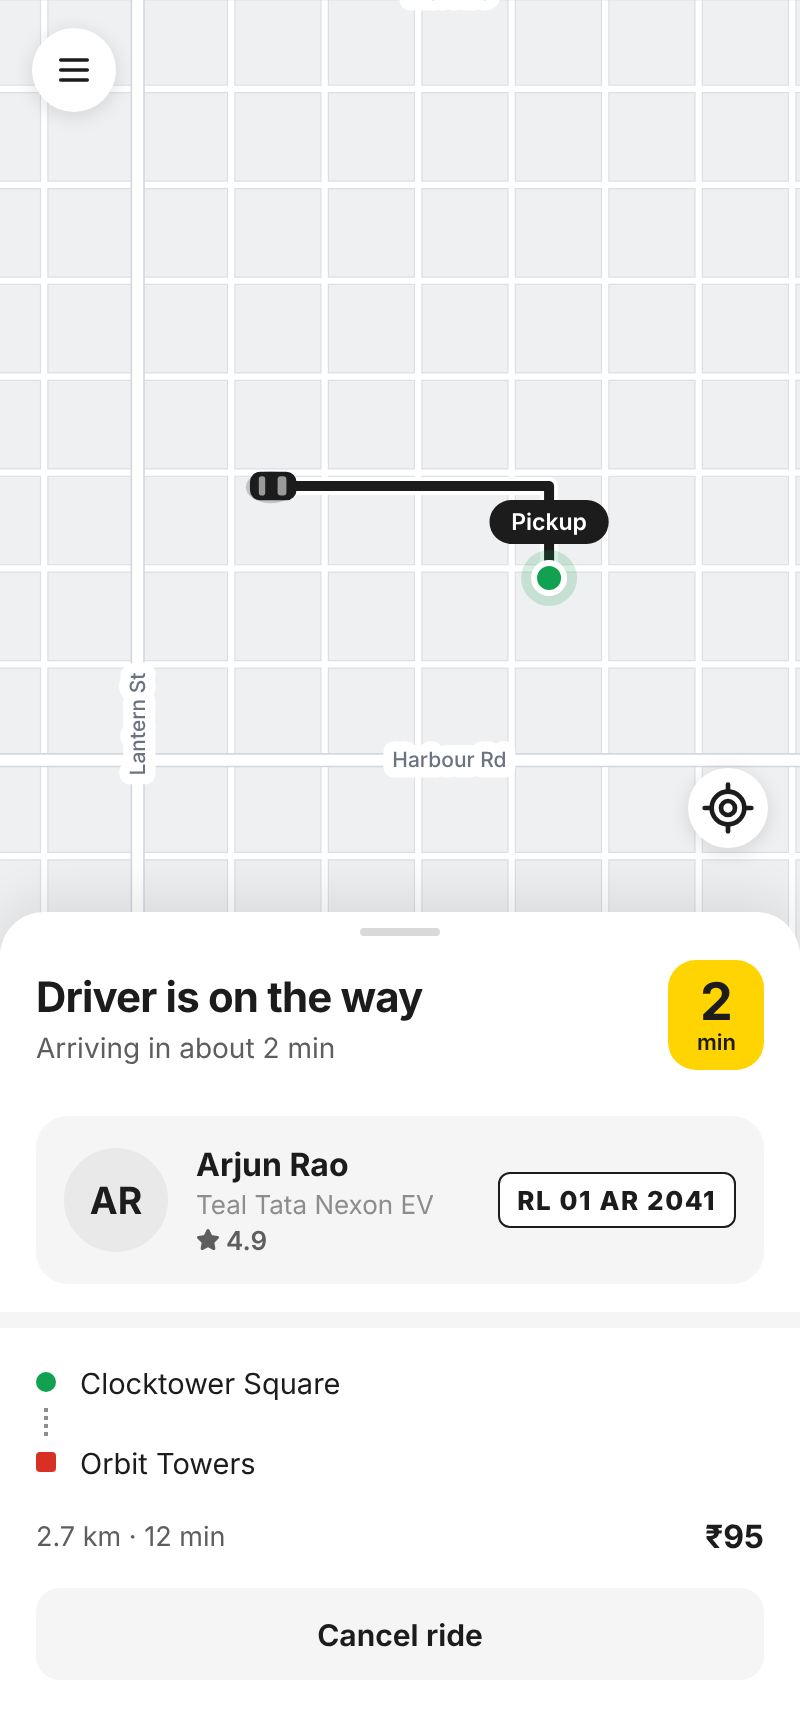 Pickup
Lantern St
Harbour Rd
Driver is on the way
Arriving in about 2 min
2
min
AR
Arjun Rao
Teal Tata Nexon EV
4.9
RL 01 AR 2041
Clocktower Square
Orbit Towers
2.7 km · 12 min
₹95
Cancel ride